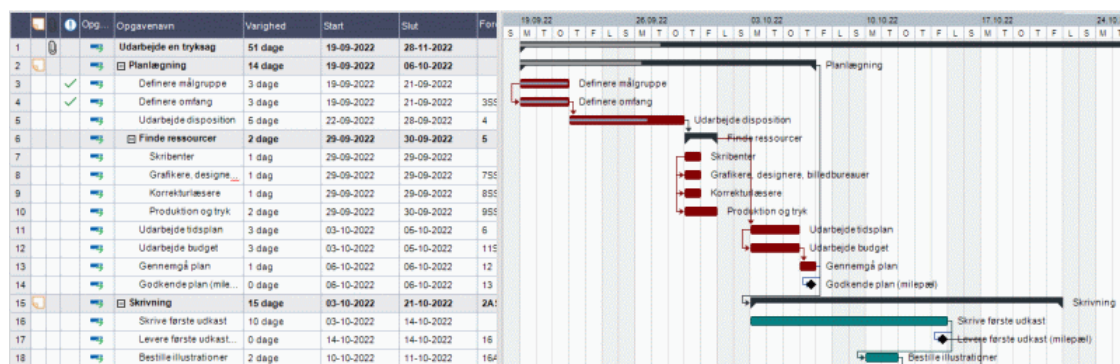 Opg... Opgavenavn Varighed Start Slut For
19.09.22 26.09.22 03.10.22 10.10.22 17.10.22 24.10.
S M T O T F L S M T O T F L S M T O T F L S M T O T F L S M T O T F L S M T
1 Udarbejde en tryksag 51 dage 19-09-2022 28-11-2022
2 Planlægning 14 dage 19-09-2022 06-10-2022 Planlægning
3 Definere målgruppe 3 dage 19-09-2022 21-09-2022 Definere målgruppe
4 Definere omfang 3 dage 19-09-2022 21-09-2022 3SS Definere omfang
5 Udarbejde disposition 5 dage 22-09-2022 28-09-2022 4 Udarbejde disposition
6 Finde ressourcer 2 dage 29-09-2022 30-09-2022 5 Finde ressourcer
7 Skribenter 1 dag 29-09-2022 29-09-2022 Skribenter
8 Grafikere, designe... 1 dag 29-09-2022 29-09-2022 7SS Grafikere, designere, billedbureauer
9 Korrekturlæsere 1 dag 29-09-2022 29-09-2022 8SS Korrekturlæsere
10 Produktion og tryk 2 dage 29-09-2022 30-09-2022 9SS Produktion og tryk
11 Udarbejde tidsplan 3 dage 03-10-2022 05-10-2022 6 Udarbejde tidsplan
12 Udarbejde budget 3 dage 03-10-2022 05-10-2022 11S Udarbejde budget
13 Gennemgå plan 1 dag 06-10-2022 06-10-2022 12 Gennemgå plan
14 Godkende plan (mile... 0 dage 06-10-2022 06-10-2022 13 Godkende plan (milepæl)
15 Skrivning 15 dage 03-10-2022 21-10-2022 2A Skrivning
16 Skrive første udkast 10 dage 03-10-2022 14-10-2022 Skrive første udkast
17 Levere første udkast... 0 dage 14-10-2022 14-10-2022 16 Levere første udkast (milepæl)
18 Bestille illustrationer 2 dage 10-10-2022 11-10-2022 16A Bestille illustrationer